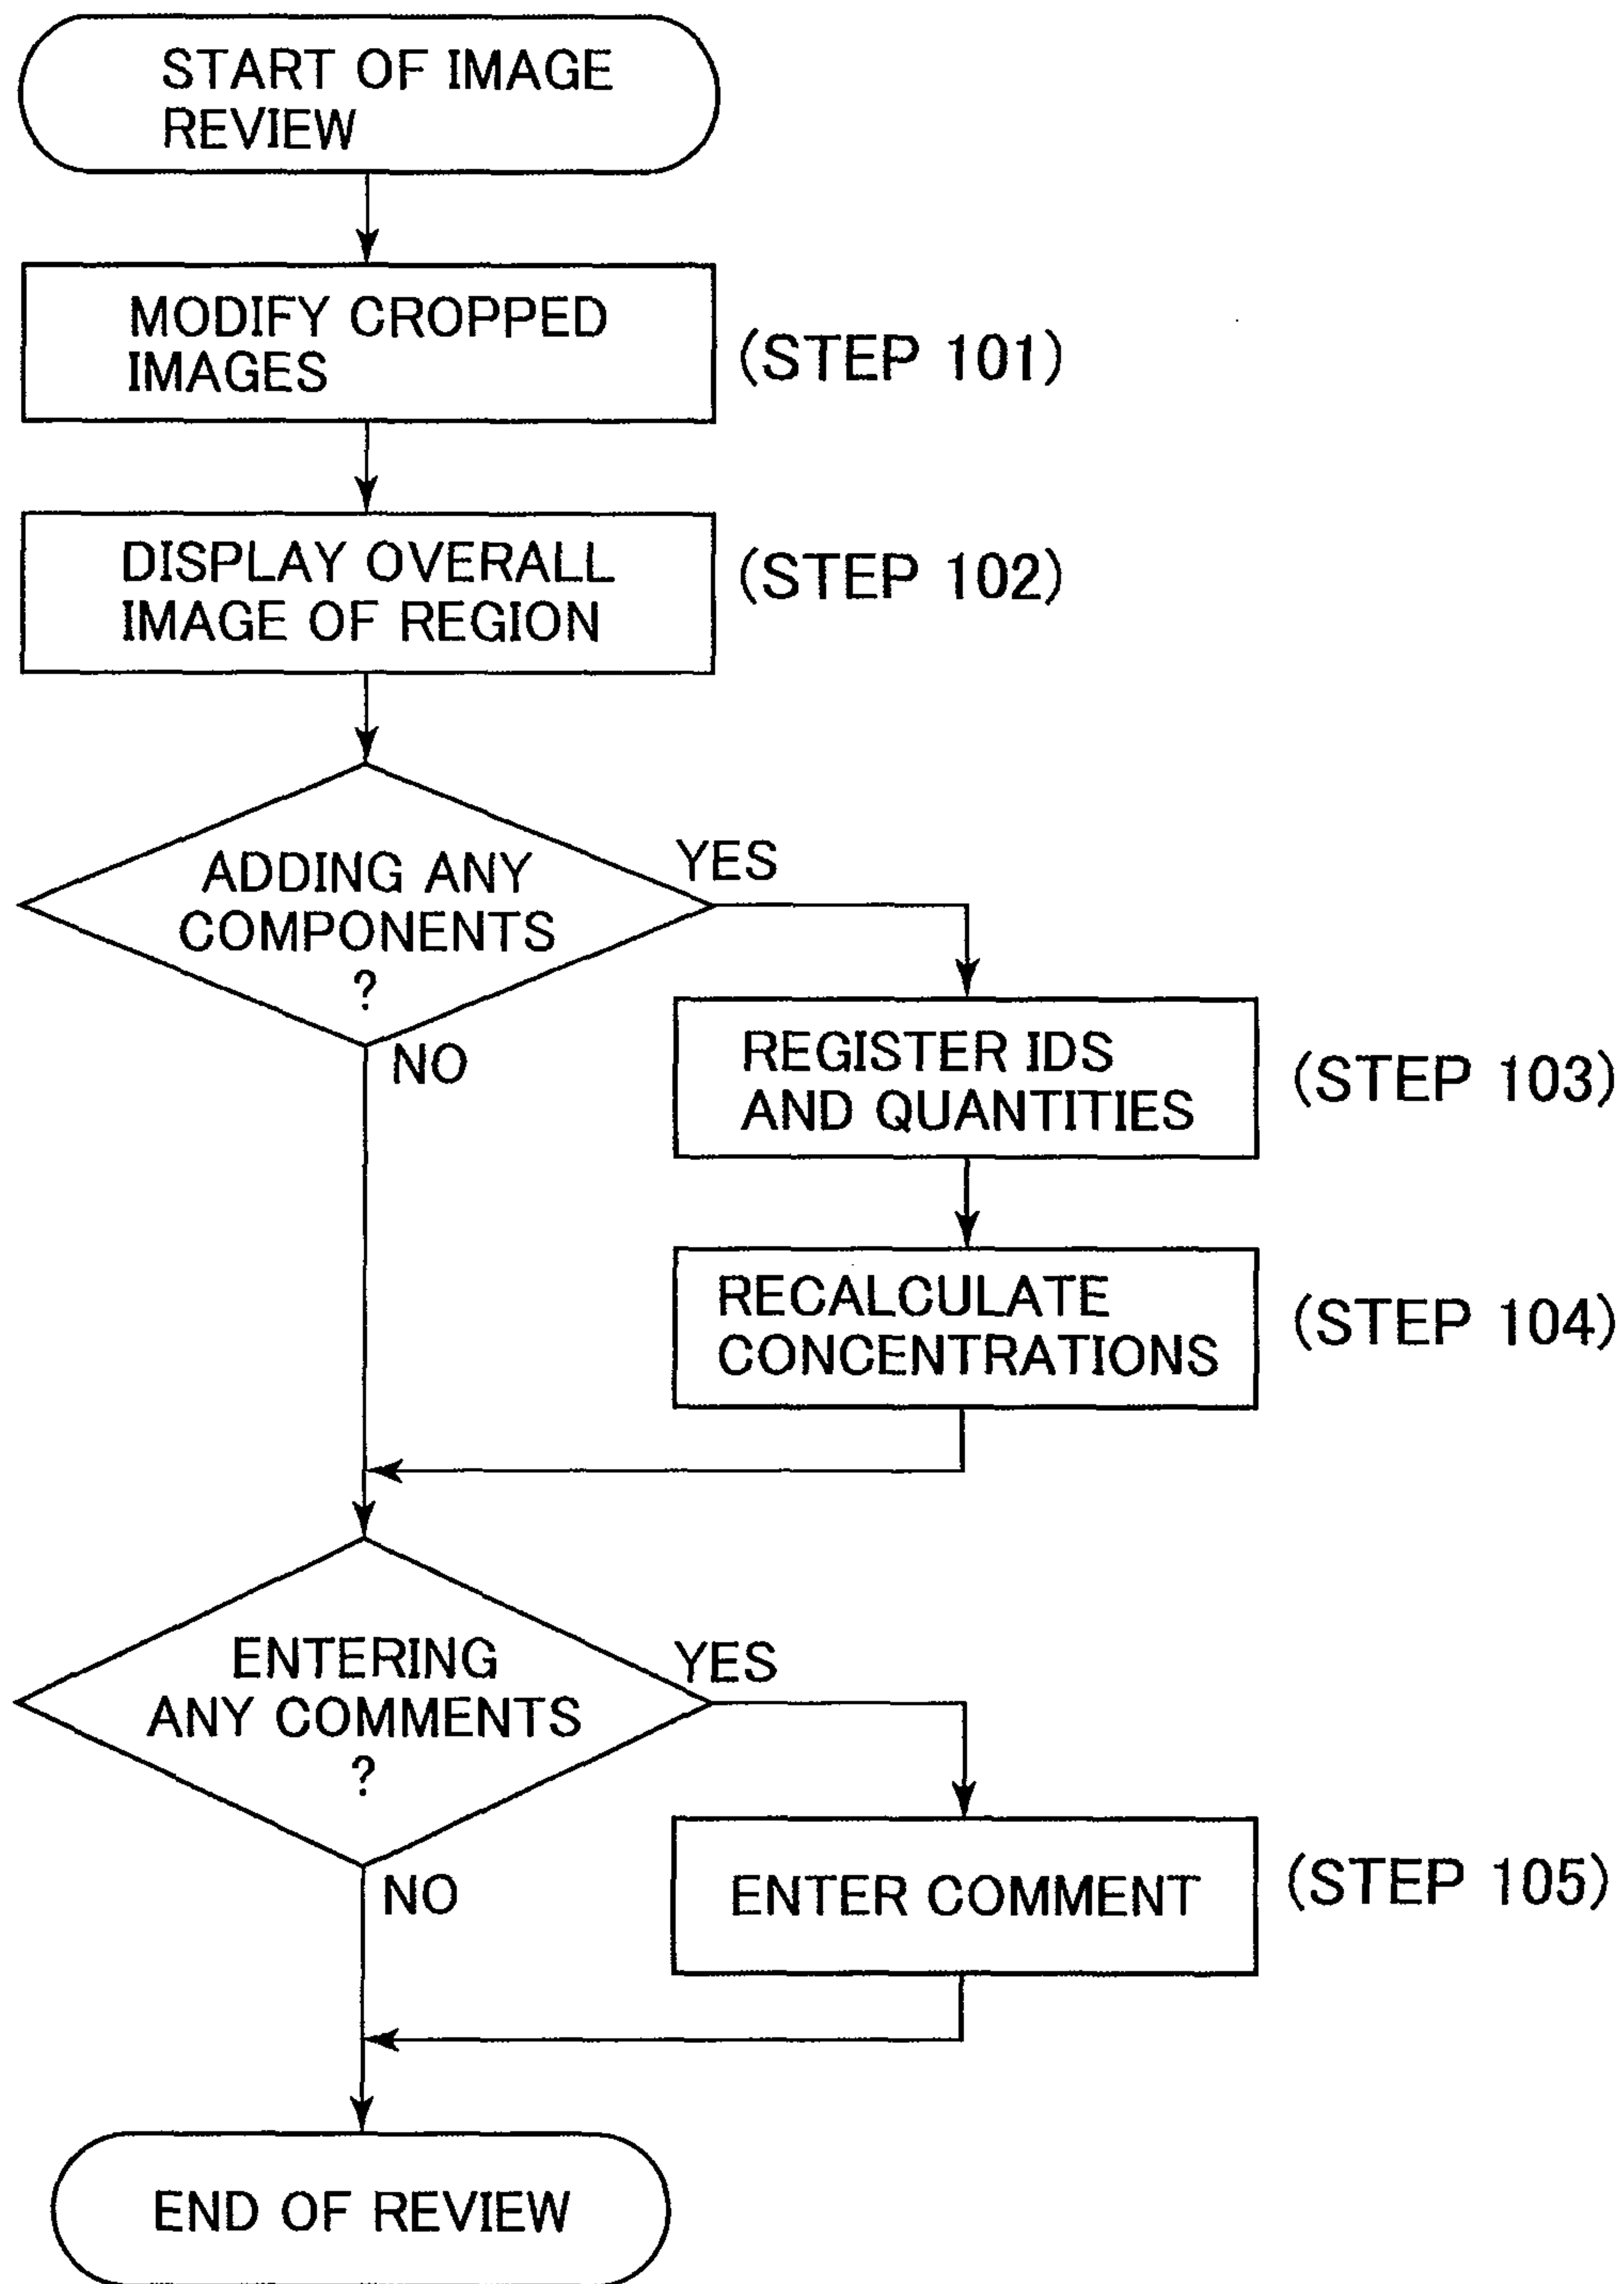 START OF IMAGE
REVIEW
MODIFY CROPPED
IMAGES
(STEP 101)
DISPLAY OVERALL
IMAGE OF REGION
(STEP 102)
ADDING ANY
COMPONENTS
?
YES
NO
REGISTER IDS
AND QUANTITIES
(STEP 103)
RECALCULATE
CONCENTRATIONS
(STEP 104)
ENTERING
ANY COMMENTS
?
YES
NO
ENTER COMMENT
(STEP 105)
END OF REVIEW